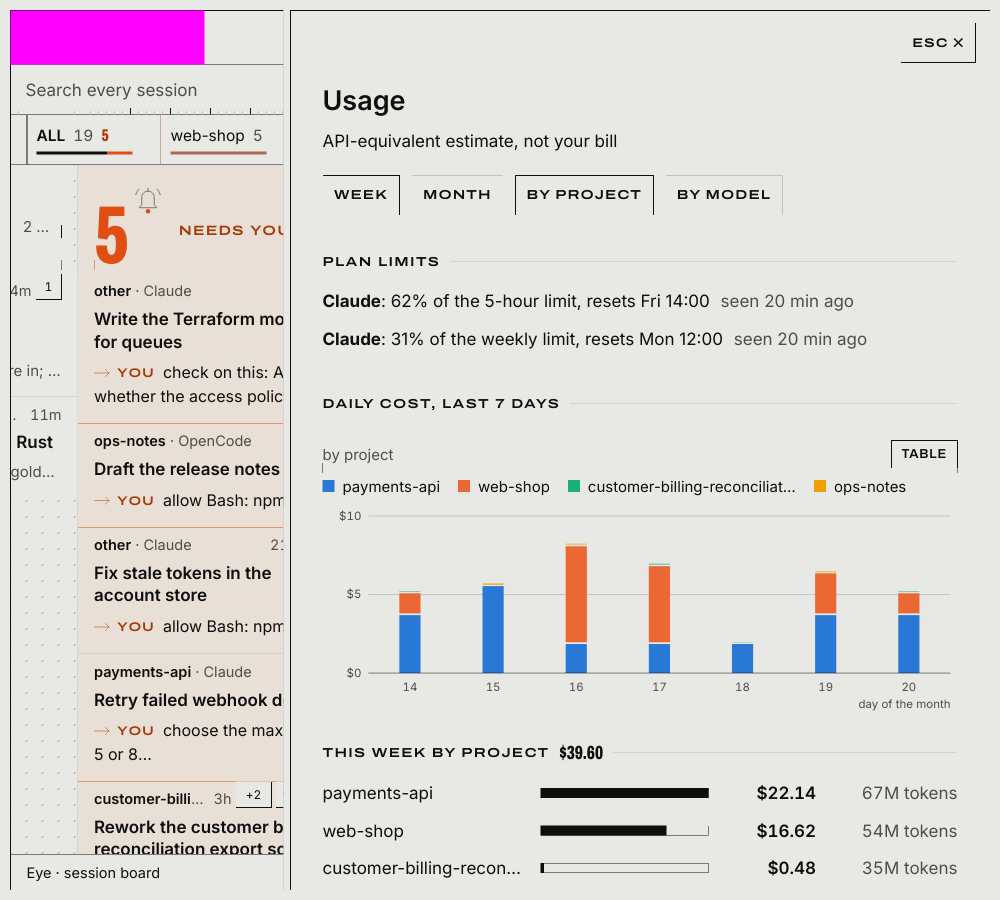 Search every session
ALL 19 5
web-shop 5
2 ...
4m 1
re in; ...
. 11m
Rust
gold...
5
NEEDS YOU
other · Claude
Write the Terraform mo
for queues
→ YOU check on this: A
whether the access polic
ops-notes · OpenCode
Draft the release notes
→ YOU allow Bash: npm
other · Claude 21
Fix stale tokens in the
account store
→ YOU allow Bash: npm
payments-api · Claude
Retry failed webhook d
→ YOU choose the max
5 or 8...
customer-billi... 3h +2
Rework the customer b
reconciliation export sc
Eye · session board
ESC ✕
Usage
API-equivalent estimate, not your bill
WEEK
MONTH
BY PROJECT
BY MODEL
PLAN LIMITS
Claude: 62% of the 5-hour limit, resets Fri 14:00 seen 20 min ago
Claude: 31% of the weekly limit, resets Mon 12:00 seen 20 min ago
DAILY COST, LAST 7 DAYS
by project
TABLE
payments-api web-shop customer-billing-reconciliat... ops-notes
$10
$5
$0
14 15 16 17 18 19 20
day of the month
THIS WEEK BY PROJECT $39.60
payments-api $22.14 67M tokens
web-shop $16.62 54M tokens
customer-billing-recon... $0.48 35M tokens